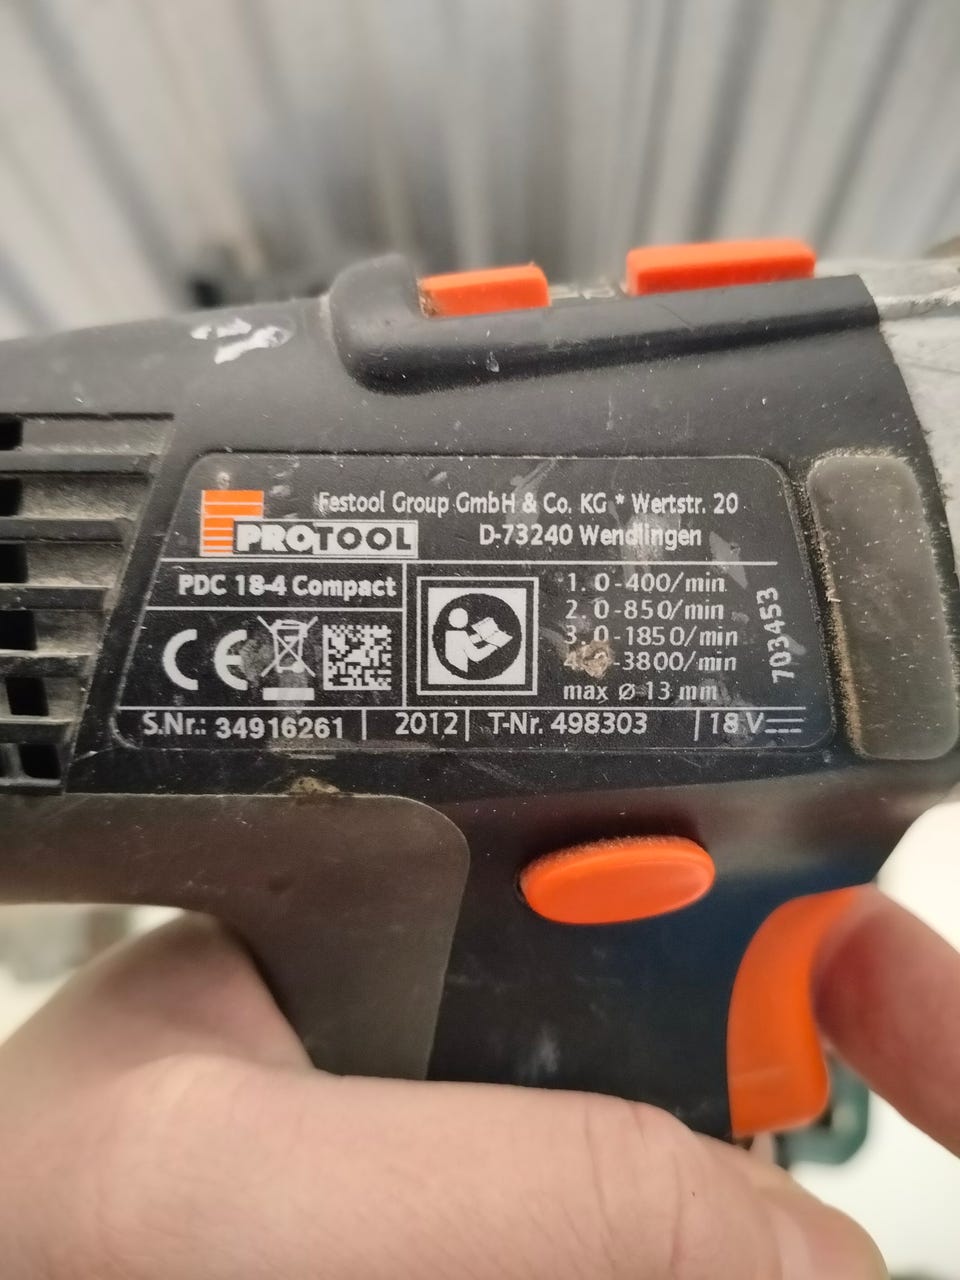 Festool Group GmbH & Co. KG * Wertstr. 20
D-73240 Wendlingen
PROTOOL
PDC 18-4 Compact
CE
1. 0-400/min
2. 0-850/min
3. 0-1850/min
4. -3800/min
max Ø 13 mm
703453
S.Nr.: 34916261 | 2012 | T-Nr. 498303 | 18 V